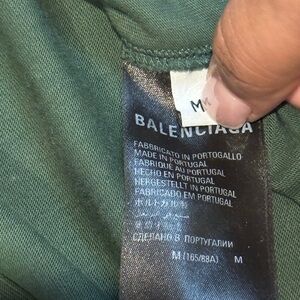 M
BALENCIAGA
FABBRICATO IN PORTOGALLO
MADE IN PORTUGAL
FABRIQUÉ AU PORTUGAL
HECHO EN PORTUGAL
HERGESTELLT IN PORTUGAL
FABRICADO EM PORTUGAL
ポルトガル製
СДЕЛАНО В ПОРТУГАЛИИ
M (165/88A) M